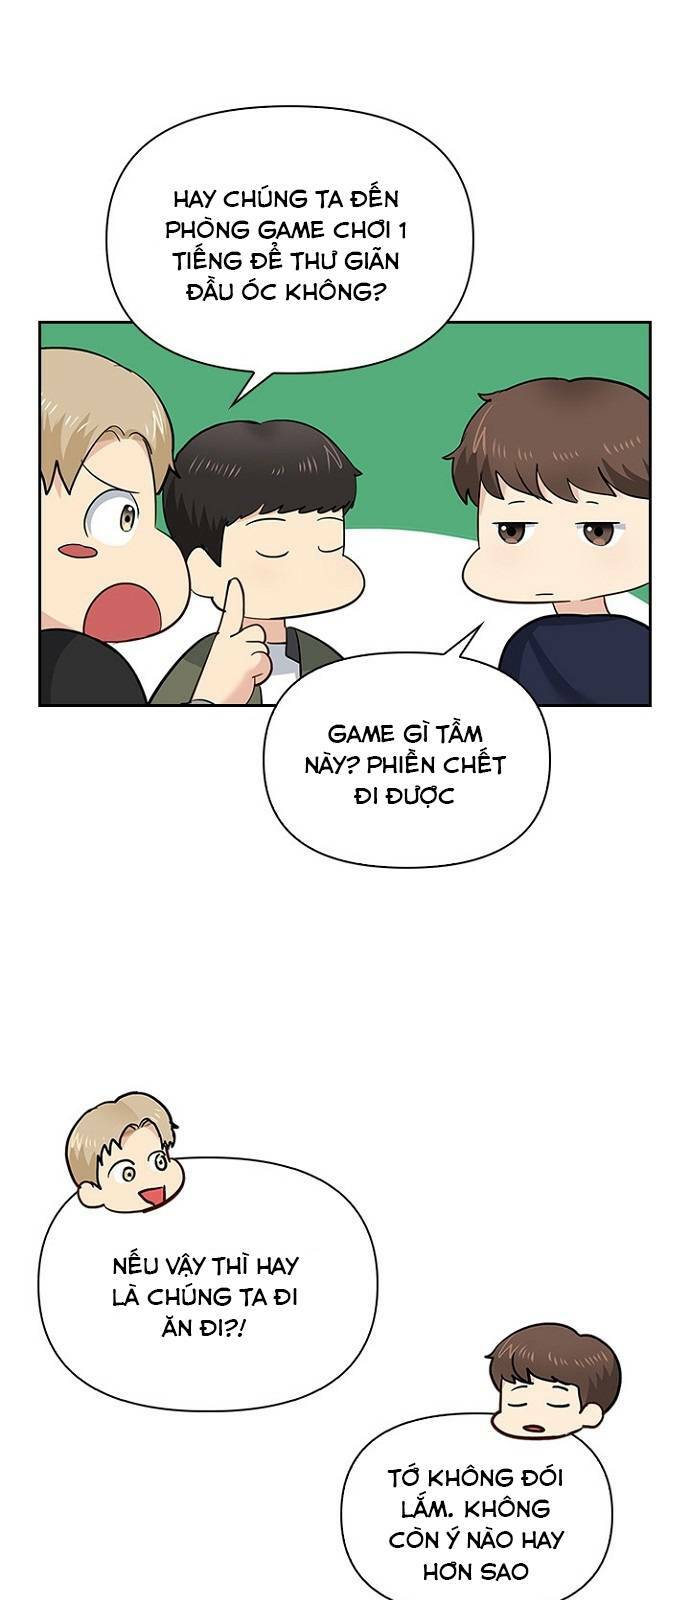 HAY CHÚNG TA ĐẾN
PHÒNG GAME CHƠI 1
TIẾNG ĐỂ THƯ GIÃN
ĐẦU ÓC KHÔNG?
GAME GÌ TẦM
NÀY? PHIỀN CHẾT
ĐI ĐƯỢC
NẾU VẬY THÌ HAY
LÀ CHÚNG TA ĐI
ĂN ĐI?!
TỚ KHÔNG ĐÓI
LẮM. KHÔNG
CÒN Ý NÀO HAY
HƠN SAO